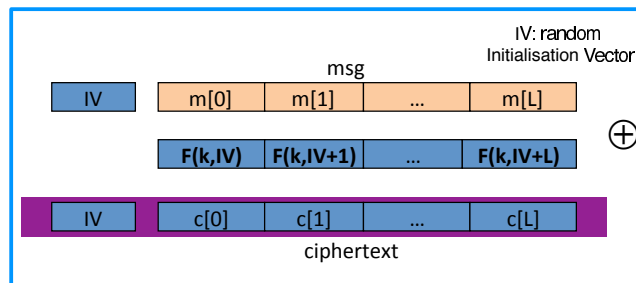 IV: random
Initialisation Vector
msg
IV m[0] m[1] ... m[L]
F(k,IV) F(k,IV+1) ... F(k,IV+L) ⊕
IV c[0] c[1] ... c[L]
ciphertext